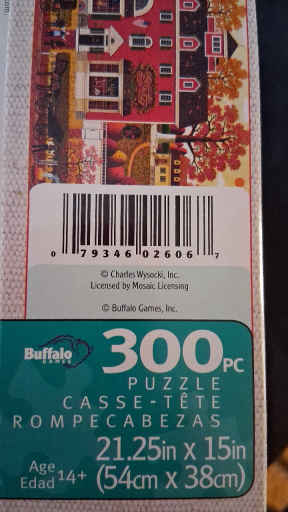 0 79346 02606 7
© Charles Wysocki, Inc.
Licensed by Mosaic Licensing
© Buffalo Games, Inc.
Buffalo
GAMES
300PC
PUZZLE
CASSE-TÊTE
ROMPECABEZAS
21.25in x 15in
Age
Edad 14+
(54cm x 38cm)